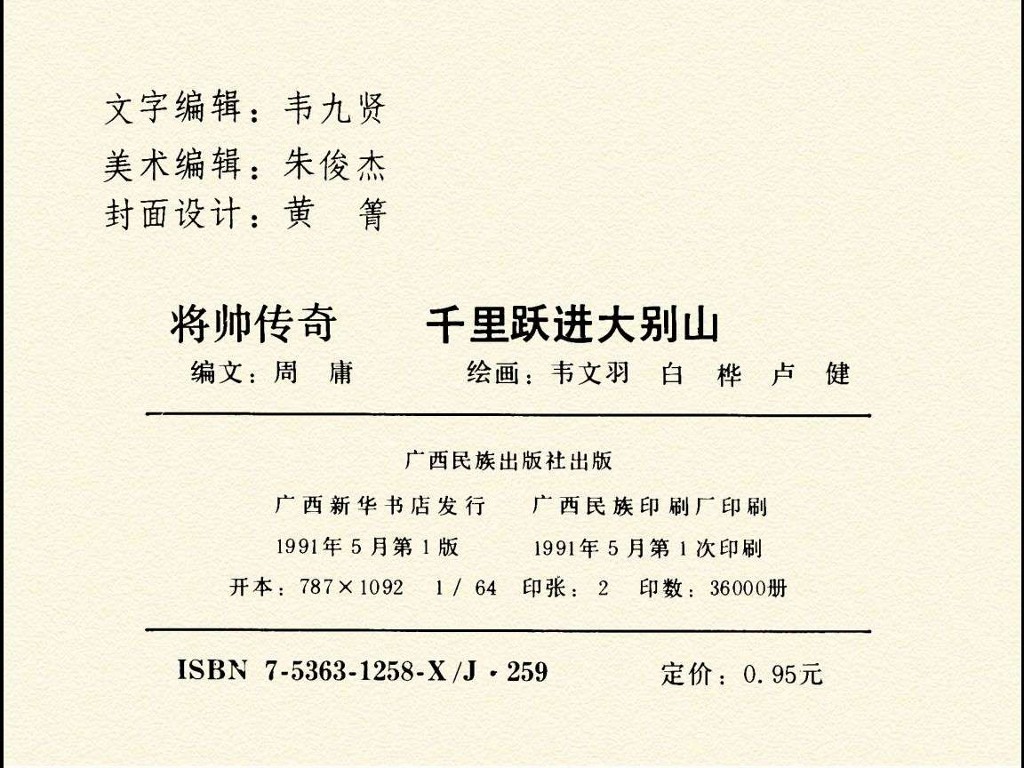 文字编辑：韦九贤
美术编辑：朱俊杰
封面设计：黄　箐
将帅传奇　　千里跃进大别山
编文：周　庸　　绘画：韦文羽　白　桦　卢　健
广西民族出版社出版
广西新华书店发行　广西民族印刷厂印刷
1991年5月第1版　　1991年5月第1次印刷
开本：787×1092　1/64　印张：2　印数：36000册
ISBN 7-5363-1258-X/J·259　　定价：0.95元